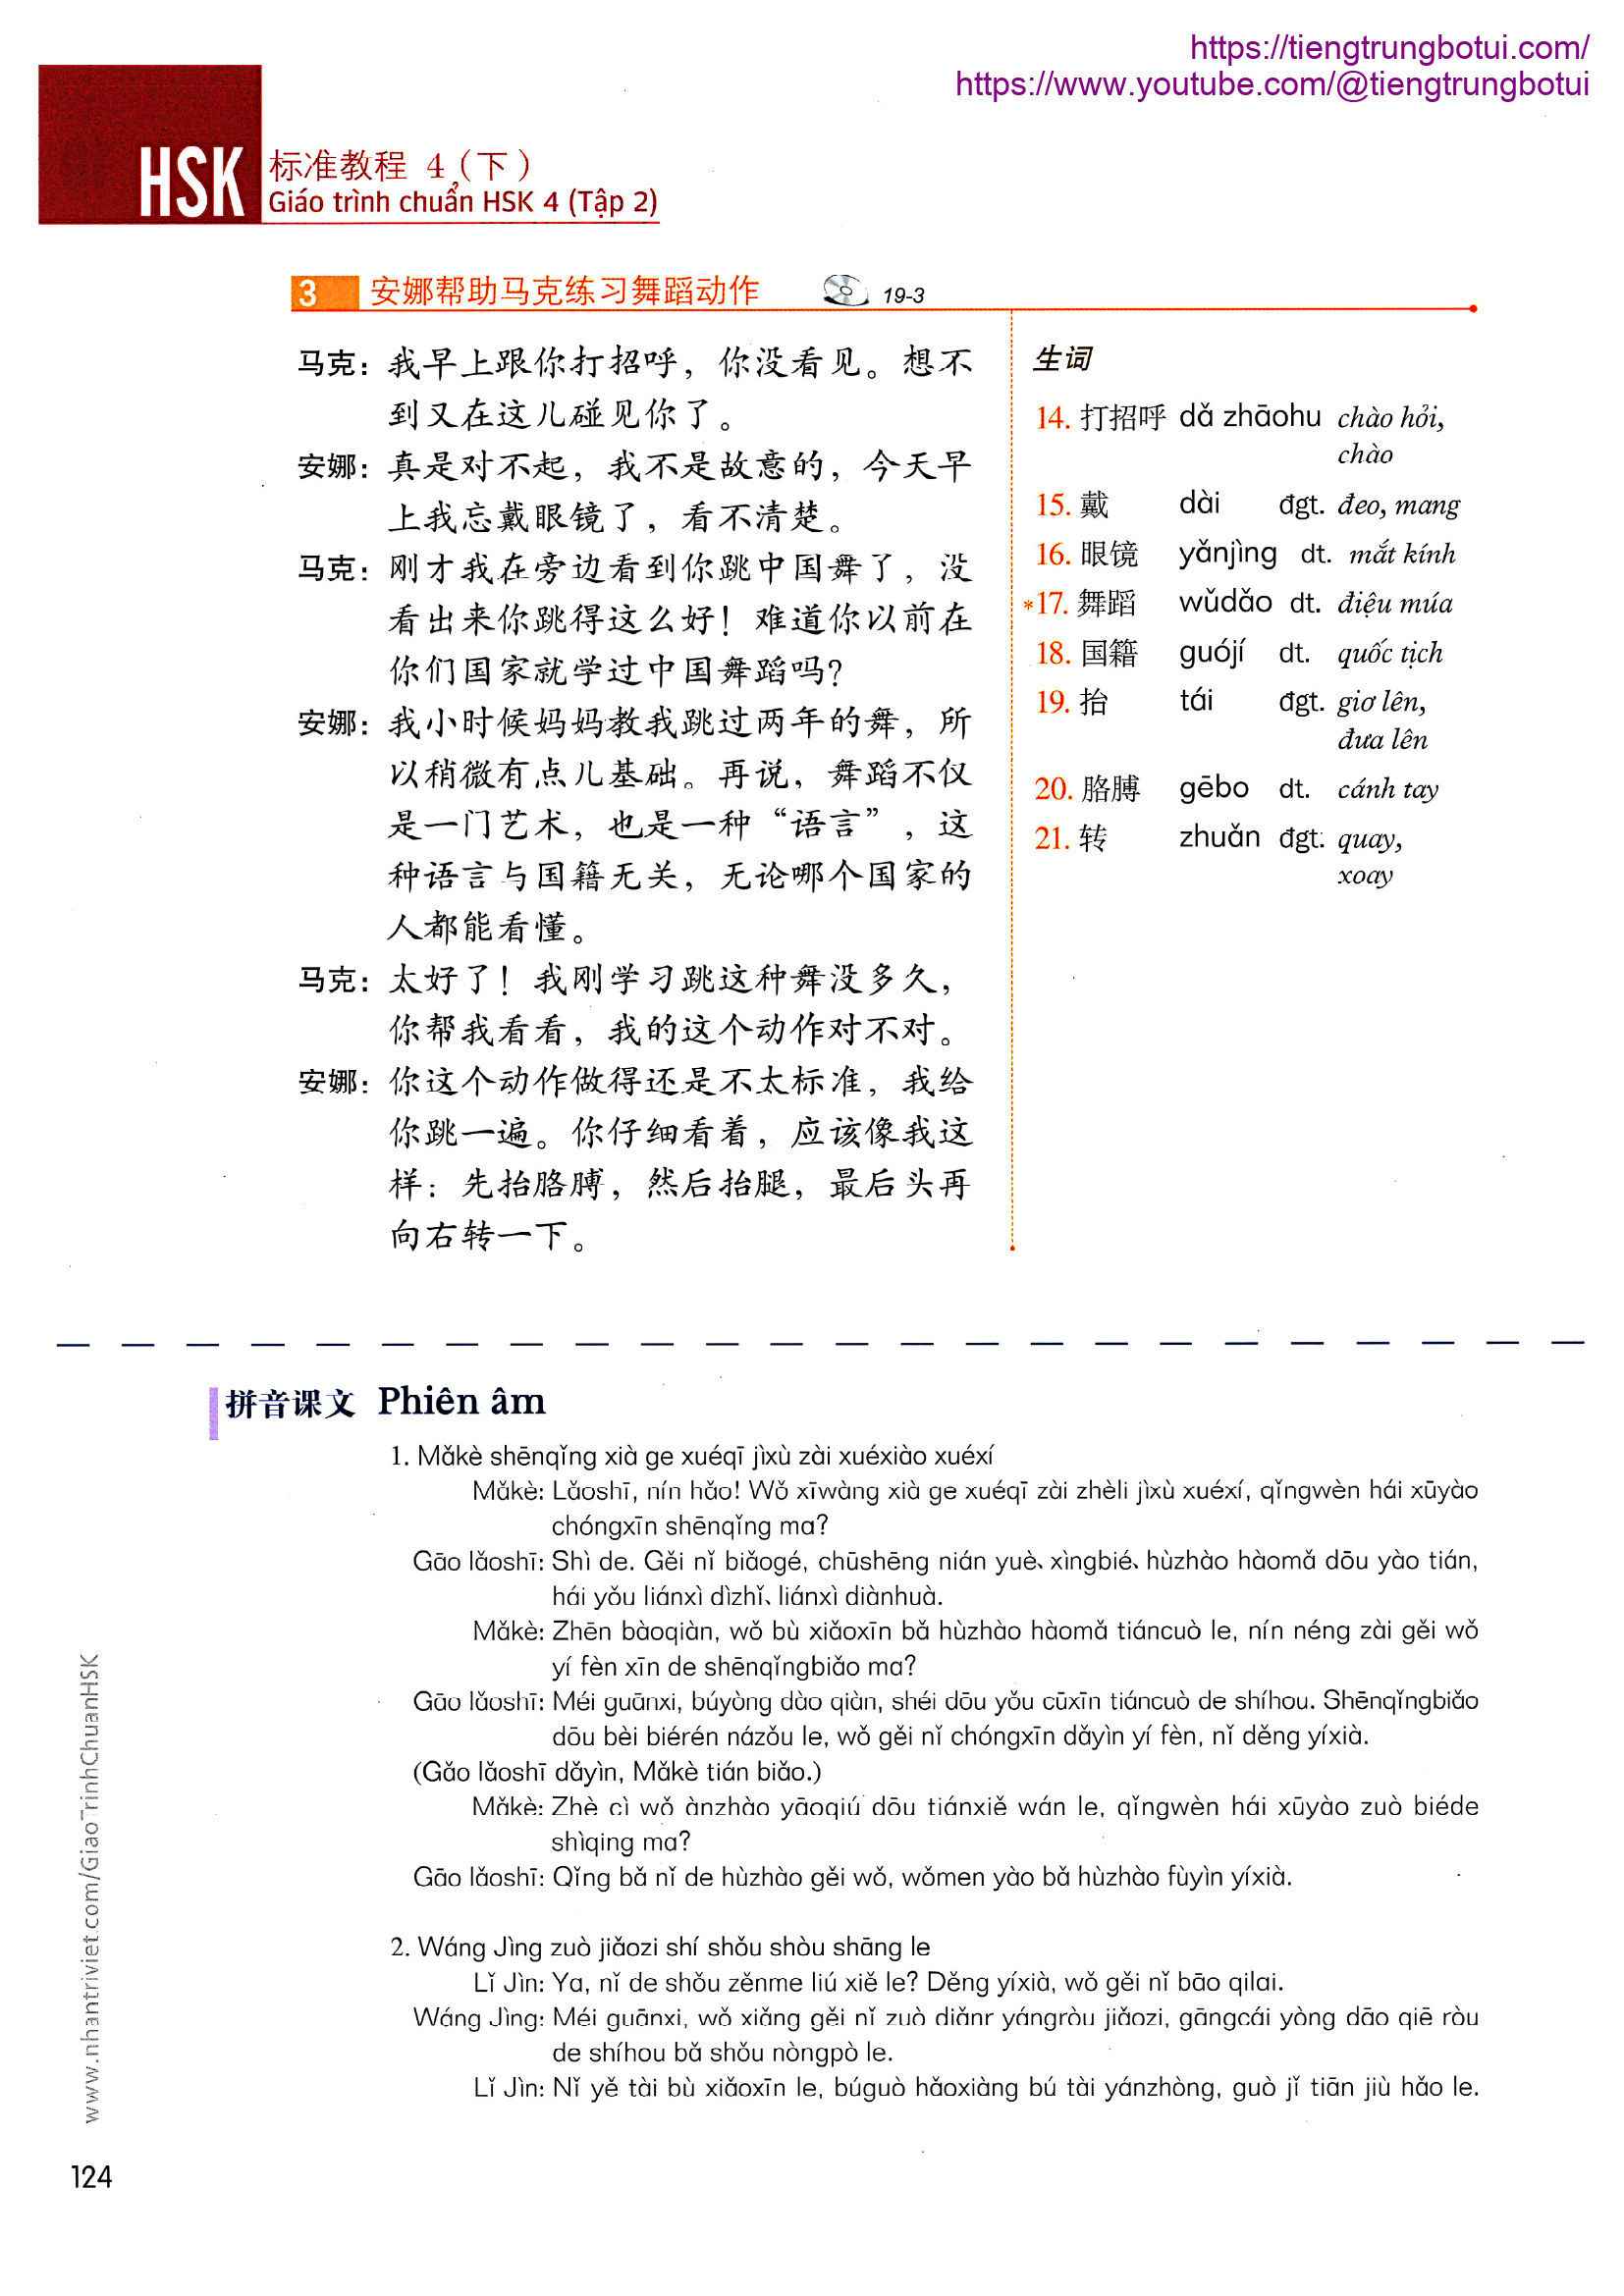 https://tiengtrungbotui.com/
https://www.youtube.com/@tiengtrungbotui
HSK 标准教程 4（下）
Giáo trình chuẩn HSK 4 (Tập 2)
3 安娜帮助马克练习舞蹈动作 19-3
马克：我早上跟你打招呼，你没看见。想不
到又在这儿碰见你了。
安娜：真是对不起，我不是故意的，今天早
上我忘戴眼镜了，看不清楚。
马克：刚才我在旁边看到你跳中国舞了，没
看出来你跳得这么好！难道你以前在
你们国家就学过中国舞蹈吗？
安娜：我小时候妈妈教我跳过两年的舞，所
以稍微有点儿基础。再说，舞蹈不仅
是一门艺术，也是一种“语言”，这
种语言与国籍无关，无论哪个国家的
人都能看懂。
马克：太好了！我刚学习跳这种舞没多久，
你帮我看看，我的这个动作对不对。
安娜：你这个动作做得还是不太标准，我给
你跳一遍。你仔细看着，应该像我这
样：先抬胳膊，然后抬腿，最后头再
向右转一下。
生词
14. 打招呼 dǎ zhāohu chào hỏi,
chào
15. 戴 dài đgt. đeo, mang
16. 眼镜 yǎnjìng dt. mắt kính
*17. 舞蹈 wǔdǎo dt. điệu múa
18. 国籍 guójí dt. quốc tịch
19. 抬 tái đgt. giơ lên,
đưa lên
20. 胳膊 gēbo dt. cánh tay
21. 转 zhuǎn đgt. quay,
xoay
拼音课文 Phiên âm
1. Mǎkè shēnqǐng xià ge xuéqī jìxù zài xuéxiào xuéxí
Mǎkè: Lǎoshī, nín hǎo! Wǒ xīwàng xià ge xuéqī zài zhèli jìxù xuéxí, qǐngwèn hái xūyào
chóngxīn shēnqǐng ma?
Gāo lǎoshī: Shì de. Gěi nǐ biǎogé, chūshēng nián yuè、xìngbié、hùzhào hàomǎ dōu yào tián,
hái yǒu liánxì dìzhǐ、liánxì diànhuà.
Mǎkè: Zhēn bàoqiàn, wǒ bù xiǎoxīn bǎ hùzhào hàomǎ tiáncuò le, nín néng zài gěi wǒ
yí fèn xīn de shēnqǐngbiǎo ma?
Gāo lǎoshī: Méi guānxi, búyòng dào qiàn, shéi dōu yǒu cūxīn tiáncuò de shíhou. Shēnqǐngbiǎo
dōu bèi biérén názǒu le, wǒ gěi nǐ chóngxīn dǎyìn yí fèn, nǐ děng yíxià.
(Gǎo lǎoshī dǎyìn, Mǎkè tián biǎo.)
Mǎkè: Zhè cì wǒ ànzhào yāoqiú dōu tiánxiě wán le, qǐngwèn hái xūyào zuò biéde
shìqing ma?
Gāo lǎoshī: Qǐng bǎ nǐ de hùzhào gěi wǒ, wǒmen yào bǎ hùzhào fùyìn yíxià.
2. Wáng Jìng zuò jiǎozi shí shǒu shòu shāng le
Lǐ Jìn: Ya, nǐ de shǒu zěnme liú xiě le? Děng yíxià, wǒ gěi nǐ bāo qilai.
Wáng Jìng: Méi guānxi, wǒ xiǎng gěi nǐ zuò diǎnr yángròu jiǎozi, gāngcái yòng dāo qiē ròu
de shíhou bǎ shǒu nòngpò le.
Lǐ Jìn: Nǐ yě tài bù xiǎoxīn le, búguò hǎoxiàng bú tài yánzhòng, guò jǐ tiān jiù hǎo le.
www.nhantriviet.com/GiaoTrinhChuanHSK
124